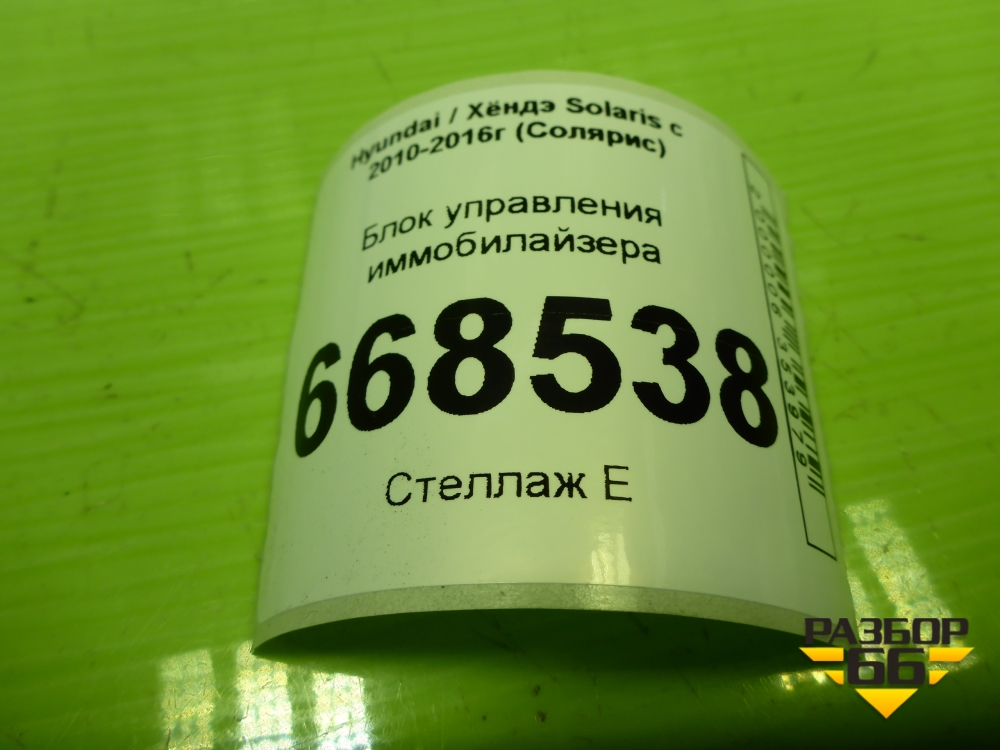 Hyundai / Хёндэ Solaris с
2010-2016г (Солярис)
Блок управления
иммобилайзера
668538
Стеллаж Е
РАЗБОР
66